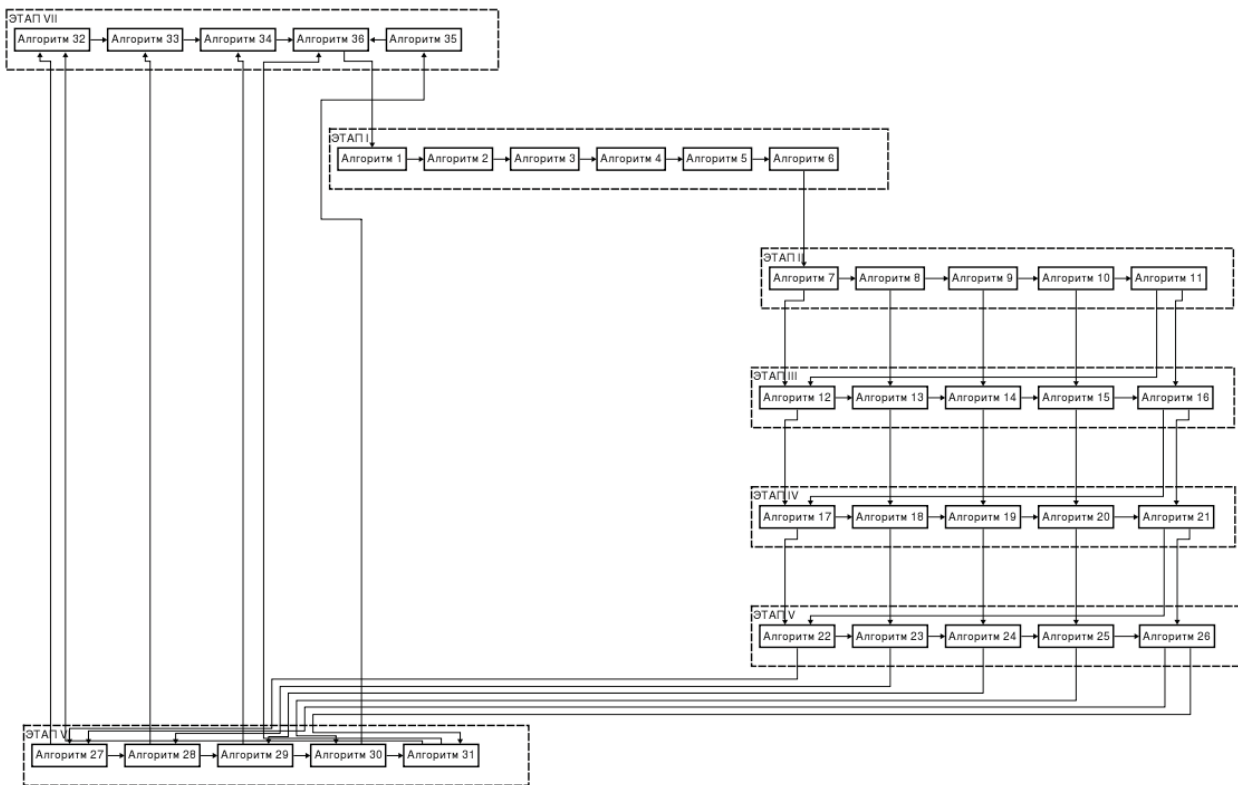 ЭТАП VII
Алгоритм 32 Алгоритм 33 Алгоритм 34 Алгоритм 36 Алгоритм 35
ЭТАП I
Алгоритм 1 Алгоритм 2 Алгоритм 3 Алгоритм 4 Алгоритм 5 Алгоритм 6
ЭТАП II
Алгоритм 7 Алгоритм 8 Алгоритм 9 Алгоритм 10 Алгоритм 11
ЭТАП III
Алгоритм 12 Алгоритм 13 Алгоритм 14 Алгоритм 15 Алгоритм 16
ЭТАП IV
Алгоритм 17 Алгоритм 18 Алгоритм 19 Алгоритм 20 Алгоритм 21
ЭТАП V
Алгоритм 22 Алгоритм 23 Алгоритм 24 Алгоритм 25 Алгоритм 26
ЭТАП
Алгоритм 27 Алгоритм 28 Алгоритм 29 Алгоритм 30 Алгоритм 31